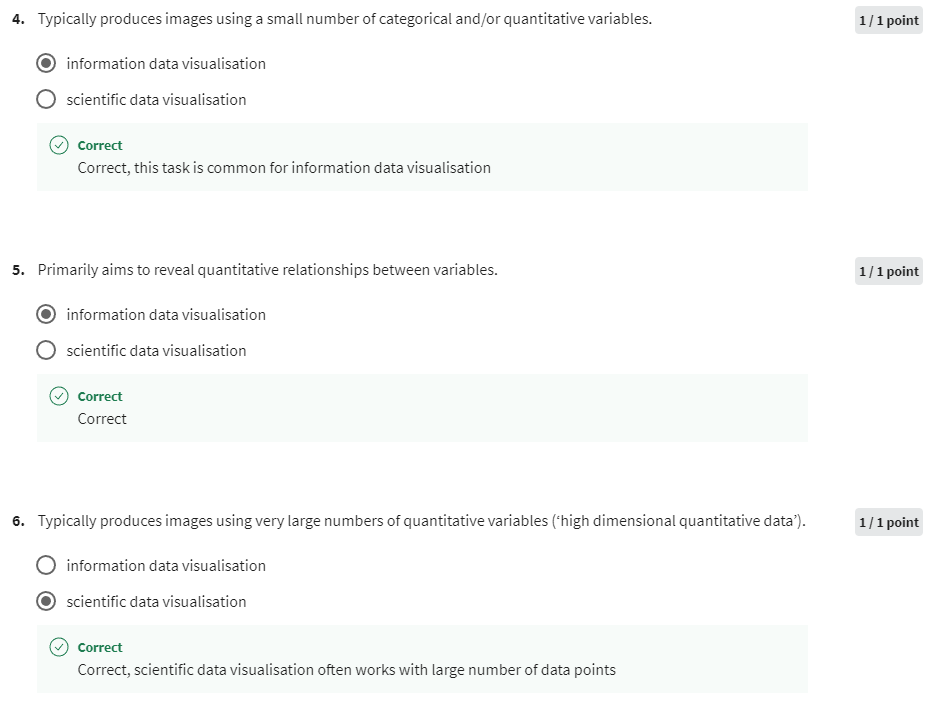 4. Typically produces images using a small number of categorical and/or quantitative variables.
1 / 1 point
information data visualisation
scientific data visualisation
Correct
Correct, this task is common for information data visualisation
5. Primarily aims to reveal quantitative relationships between variables.
1 / 1 point
information data visualisation
scientific data visualisation
Correct
Correct
6. Typically produces images using very large numbers of quantitative variables (‘high dimensional quantitative data’).
1 / 1 point
information data visualisation
scientific data visualisation
Correct
Correct, scientific data visualisation often works with large number of data points